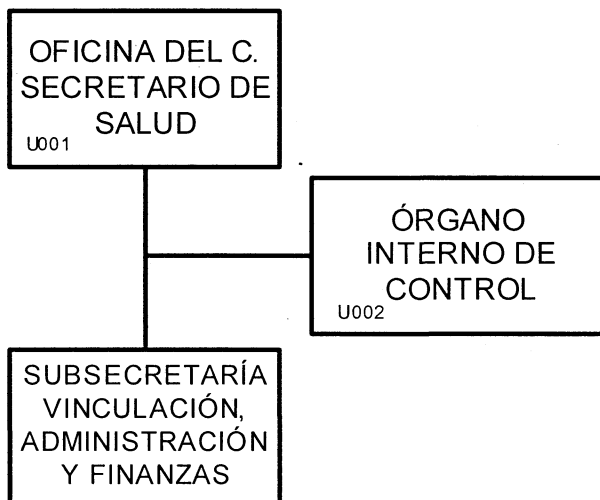 OFICINA DEL C.
SECRETARIO DE
SALUD
U001
ÓRGANO
INTERNO DE
CONTROL
U002
SUBSECRETARÍA
VINCULACIÓN,
ADMINISTRACIÓN
Y FINANZAS